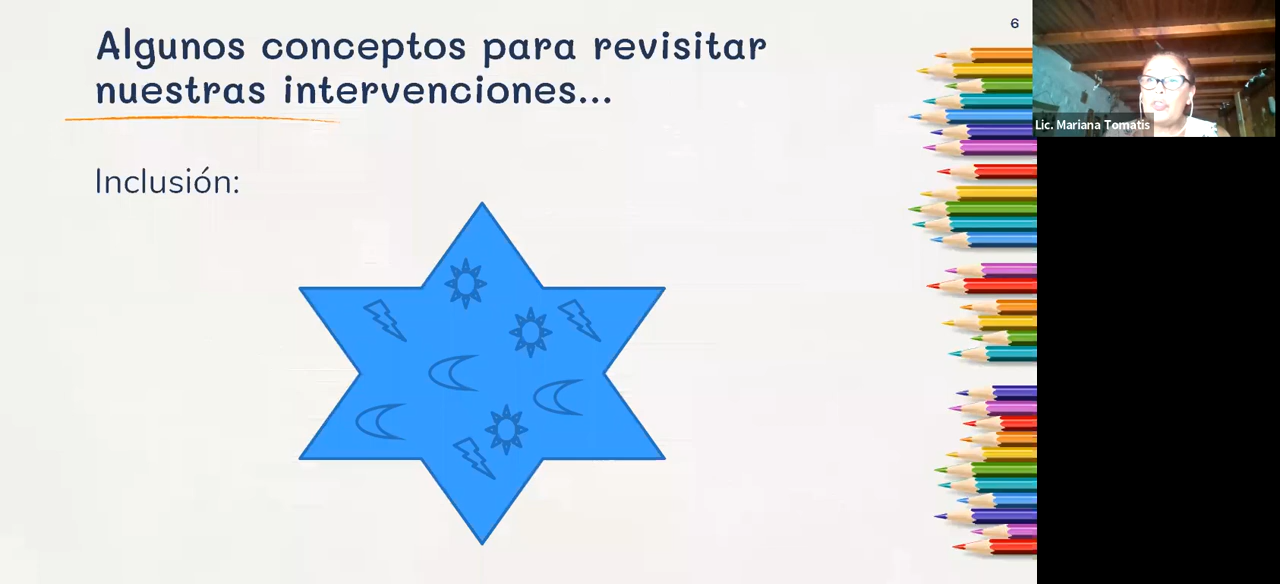 Algunos conceptos para revisitar
nuestras intervenciones...
6
Inclusión:
Lic. Mariana Tomatis